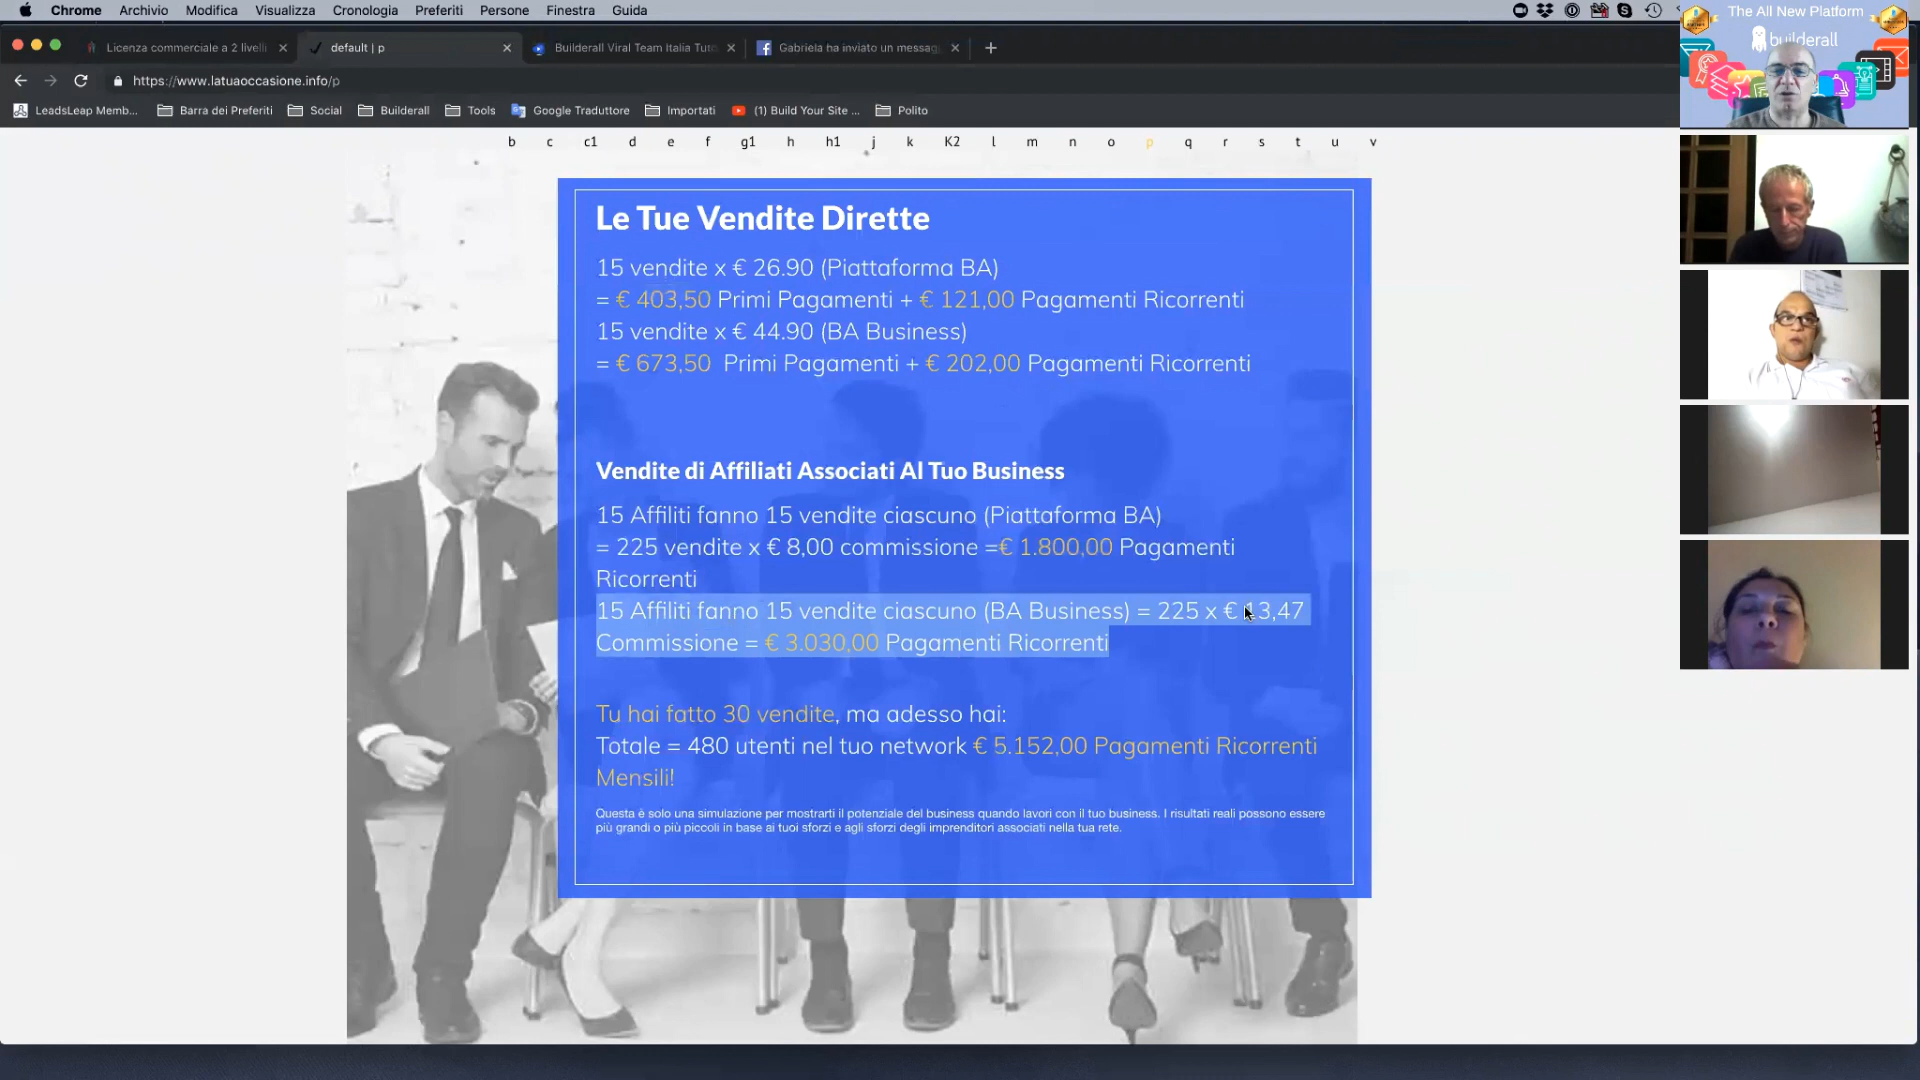 Chrome Archivio Modifica Visualizza Cronologia Preferiti Persone Finestra Guida
Licenza commerciale a 2 livelli
default | p
Builderall Viral Team Italia Tuto
Gabriela ha inviato un messag
https://www.latuaoccasione.info/p
LeadsLeap Memb... Barra dei Preferiti Social Builderall Tools Google Traduttore Importati (1) Build Your Site ... Polito
b c c1 d e f g1 h h1 j k K2 l m n o p q r s t u v
Le Tue Vendite Dirette
15 vendite x € 26.90 (Piattaforma BA)
= € 403,50 Primi Pagamenti + € 121,00 Pagamenti Ricorrenti
15 vendite x € 44.90 (BA Business)
= € 673,50 Primi Pagamenti + € 202,00 Pagamenti Ricorrenti
Vendite di Affiliati Associati Al Tuo Business
15 Affiliti fanno 15 vendite ciascuno (Piattaforma BA)
= 225 vendite x € 8,00 commissione =€ 1.800,00 Pagamenti
Ricorrenti
15 Affiliti fanno 15 vendite ciascuno (BA Business) = 225 x € 13,47
Commissione = € 3.030,00 Pagamenti Ricorrenti
Tu hai fatto 30 vendite, ma adesso hai:
Totale = 480 utenti nel tuo network € 5.152,00 Pagamenti Ricorrenti
Mensili!
Questa è solo una simulazione per mostrarti il potenziale del business quando lavori con il tuo business. I risultati reali possono essere
più grandi o più piccoli in base ai tuoi sforzi e agli sforzi degli imprenditori associati nella tua rete.
The All New Platform
builderall